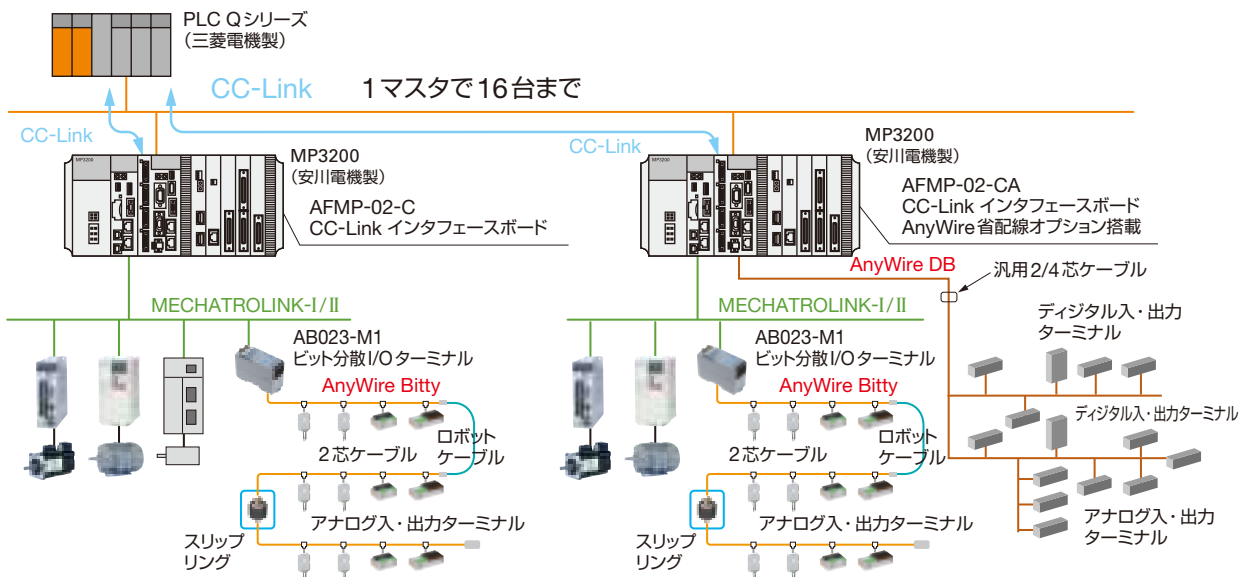 PLC Qシリーズ
（三菱電機製）
CC-Link 1マスタで16台まで
CC-Link
MP3200
MP3200
（安川電機製）
AFMP-02-C
CC-Link インタフェースボード
CC-Link
MP3200
MP3200
（安川電機製）
AFMP-02-CA
CC-Link インタフェースボード
AnyWire省配線オプション搭載
AnyWire DB
汎用2/4芯ケーブル
MECHATROLINK-I/II
AB023-M1
ビット分散I/Oターミナル
AnyWire Bitty
ロボット
ケーブル
2芯ケーブル
アナログ入・出力ターミナル
スリップ
リング
MECHATROLINK-I/II
AB023-M1
ビット分散I/Oターミナル
AnyWire Bitty
ロボット
ケーブル
2芯ケーブル
アナログ入・出力ターミナル
スリップ
リング
ディジタル入・出力
ターミナル
ディジタル入・出力ターミナル
アナログ入・出力
ターミナル